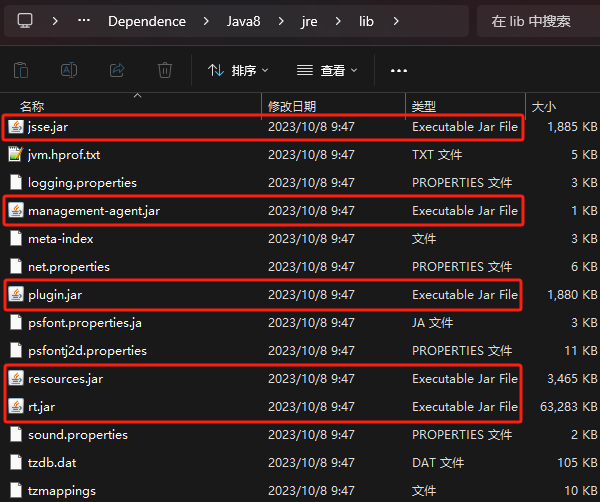 ··· Dependence > Java8 > jre > lib > 在 lib 中搜索
排序 查看 ···
名称 修改日期 类型 大小
jsse.jar 2023/10/8 9:47 Executable Jar File 1,885 KB
jvm.hprof.txt 2023/10/8 9:47 TXT 文件 5 KB
logging.properties 2023/10/8 9:47 PROPERTIES 文件 3 KB
management-agent.jar 2023/10/8 9:47 Executable Jar File 1 KB
meta-index 2023/10/8 9:47 文件 3 KB
net.properties 2023/10/8 9:47 PROPERTIES 文件 6 KB
plugin.jar 2023/10/8 9:47 Executable Jar File 1,880 KB
psfont.properties.ja 2023/10/8 9:47 JA 文件 3 KB
psfontj2d.properties 2023/10/8 9:47 PROPERTIES 文件 11 KB
resources.jar 2023/10/8 9:47 Executable Jar File 3,465 KB
rt.jar 2023/10/8 9:47 Executable Jar File 63,283 KB
sound.properties 2023/10/8 9:47 PROPERTIES 文件 2 KB
tzdb.dat 2023/10/8 9:47 DAT 文件 105 KB
tzmappings 2023/10/8 9:47 文件 10 KB